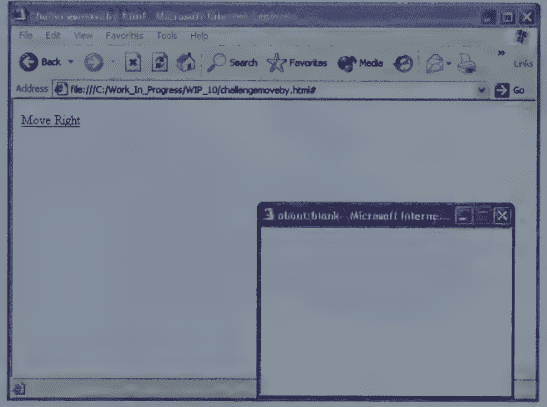 Microsoft
File Edit View Favorites Tools Help
Back Search Favorites Media Links
Address file:///C:/Work_In_Progress/WIP_10/challengemoveby.html# Go
Move Right
about:blank - Microsoft Interne...